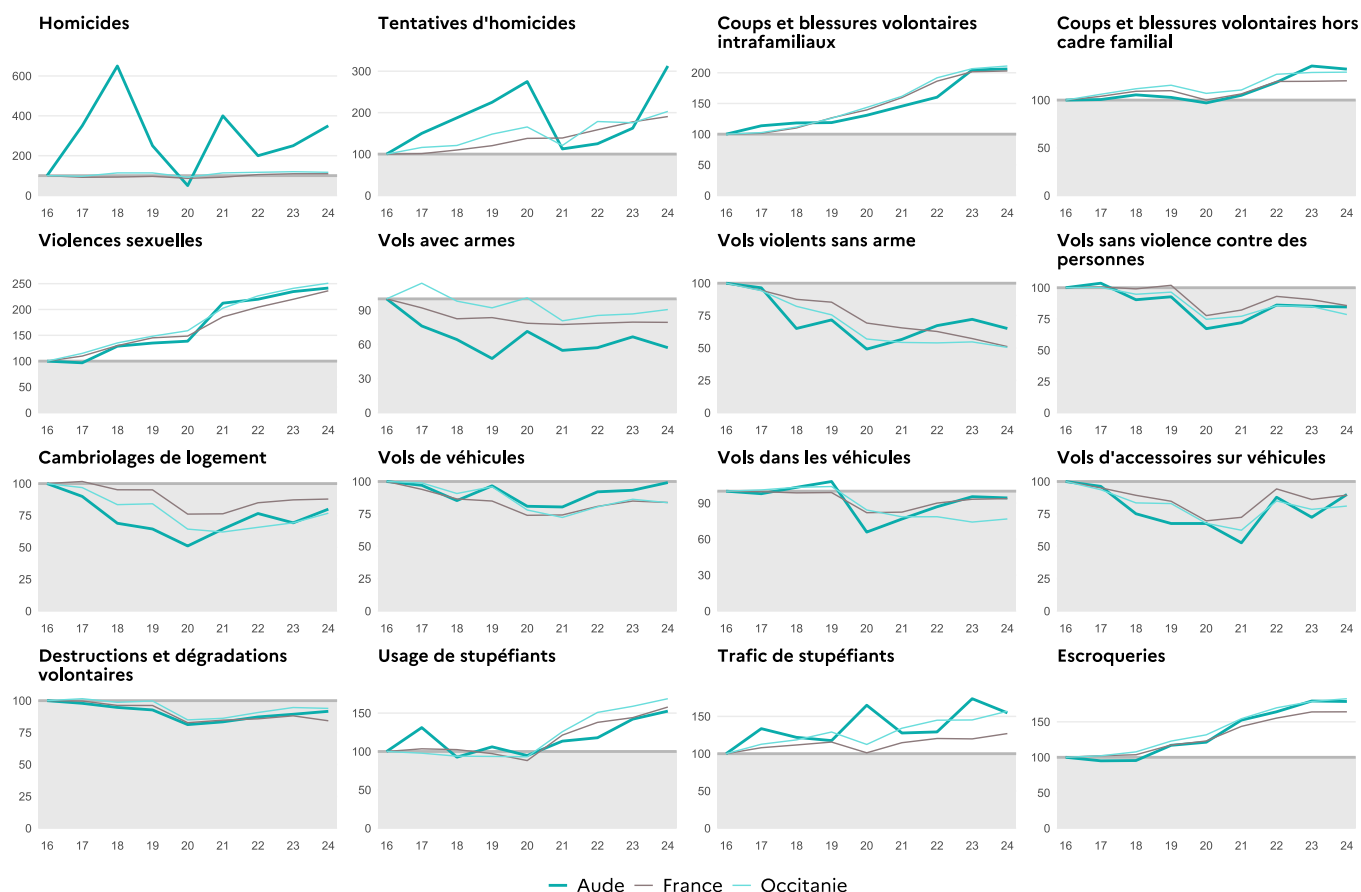 Homicides
600
400
200
0
16 17 18 19 20 21 22 23 24
Tentatives d'homicides
300
200
100
0
16 17 18 19 20 21 22 23 24
Coups et blessures volontaires
intrafamiliaux
200
150
100
50
0
16 17 18 19 20 21 22 23 24
Coups et blessures volontaires hors
cadre familial
100
50
0
16 17 18 19 20 21 22 23 24
Violences sexuelles
250
200
150
100
50
0
16 17 18 19 20 21 22 23 24
Vols avec armes
90
60
30
0
16 17 18 19 20 21 22 23 24
Vols violents sans arme
100
75
50
25
0
16 17 18 19 20 21 22 23 24
Vols sans violence contre des
personnes
100
75
50
25
0
16 17 18 19 20 21 22 23 24
Cambriolages de logement
100
75
50
25
0
16 17 18 19 20 21 22 23 24
Vols de véhicules
100
75
50
25
0
16 17 18 19 20 21 22 23 24
Vols dans les véhicules
90
60
30
0
16 17 18 19 20 21 22 23 24
Vols d'accessoires sur véhicules
100
75
50
25
0
16 17 18 19 20 21 22 23 24
Destructions et dégradations
volontaires
100
75
50
25
0
16 17 18 19 20 21 22 23 24
Usage de stupéfiants
150
100
50
0
16 17 18 19 20 21 22 23 24
Trafic de stupéfiants
150
100
50
0
16 17 18 19 20 21 22 23 24
Escroqueries
150
100
50
0
16 17 18 19 20 21 22 23 24
Aude France Occitanie